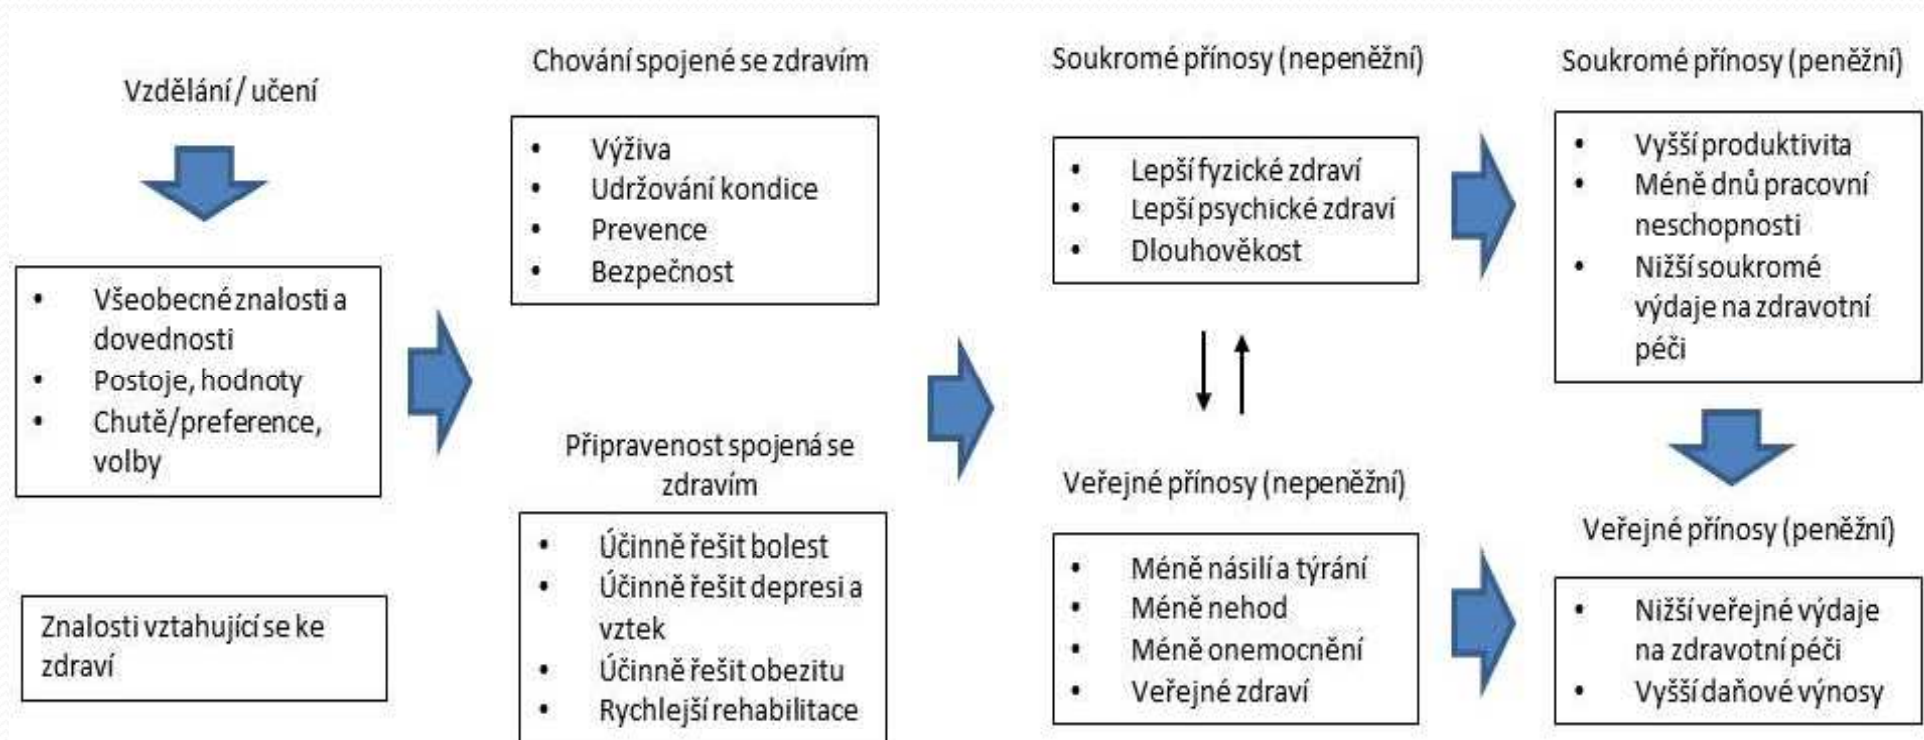 Vzdělání / učení
• Všeobecné znalosti a
dovednosti
• Postoje, hodnoty
• Chutě/preference,
volby
Znalosti vztahující se ke
zdraví
Chování spojené se zdravím
• Výživa
• Udržování kondice
• Prevence
• Bezpečnost
Připravenost spojená se
zdravím
• Účinně řešit bolest
• Účinně řešit depresi a
vztek
• Účinně řešit obezitu
• Rychlejší rehabilitace
Soukromé přínosy (nepeněžní)
• Lepší fyzické zdraví
• Lepší psychické zdraví
• Dlouhověkost
Veřejné přínosy (nepeněžní)
• Méně násilí a týrání
• Méně nehod
• Méně onemocnění
• Veřejné zdraví
Soukromé přínosy (peněžní)
• Vyšší produktivita
• Méně dnů pracovní
neschopnosti
• Nižší soukromé
výdaje na zdravotní
péči
Veřejné přínosy (peněžní)
• Nižší veřejné výdaje
na zdravotní péči
• Vyšší daňové výnosy